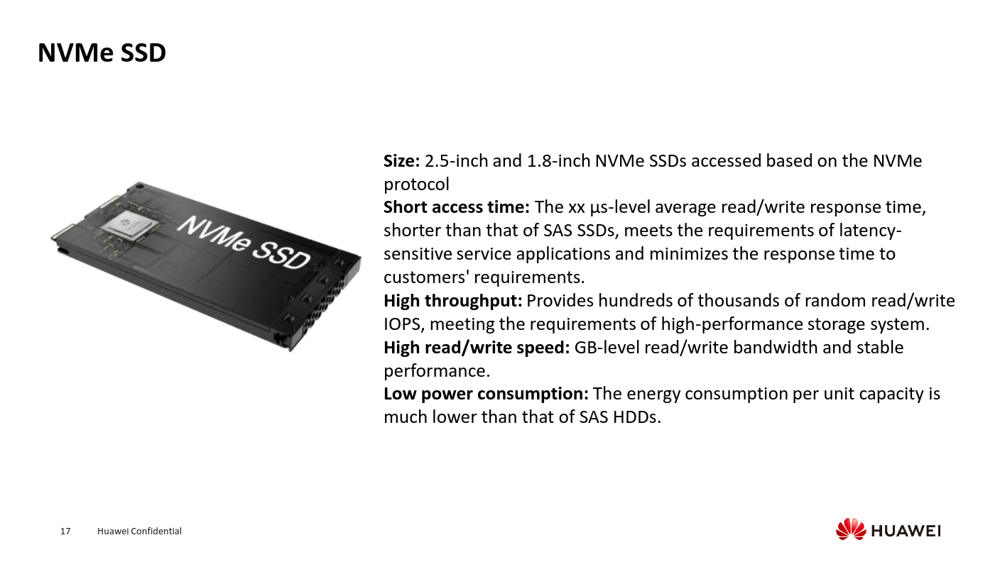 NVMe SSD
NVMe SSD
Size: 2.5-inch and 1.8-inch NVMe SSDs accessed based on the NVMe
protocol
Short access time: The xx µs-level average read/write response time,
shorter than that of SAS SSDs, meets the requirements of latency-
sensitive service applications and minimizes the response time to
customers' requirements.
High throughput: Provides hundreds of thousands of random read/write
IOPS, meeting the requirements of high-performance storage system.
High read/write speed: GB-level read/write bandwidth and stable
performance.
Low power consumption: The energy consumption per unit capacity is
much lower than that of SAS HDDs.
17 Huawei Confidential
HUAWEI